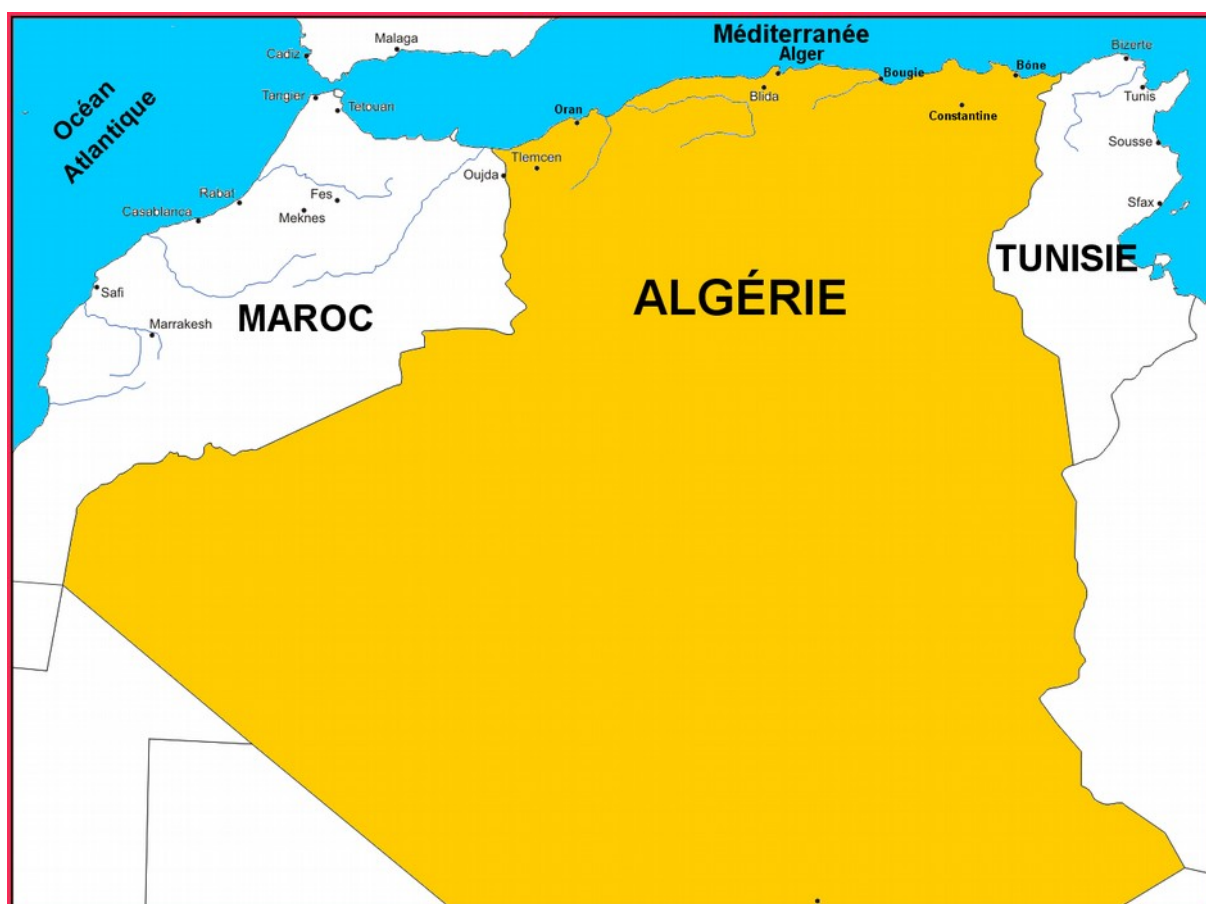 Méditerranée
Malaga
Alger
Bizerte
Cadiz
Bône
Bougie
Océan
Atlantique
Tangier
Tetouan
Blida
Tunis
Oran
Constantine
Sousse
Tlemcen
Oujda
Rabat
Fes
Casablanca
Meknes
Sfax
TUNISIE
Safi
ALGÉRIE
Marrakesh
MAROC